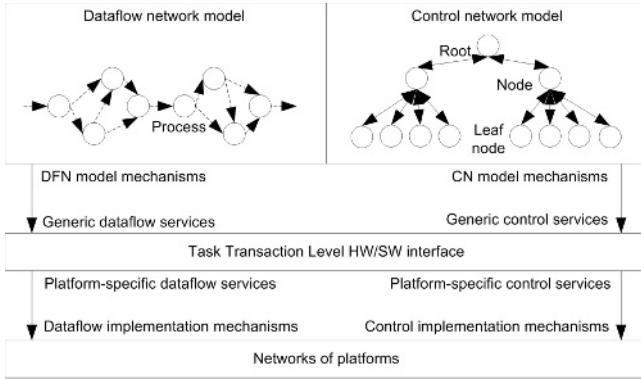 Dataflow network model
Control network model
Root
Node
Process
Leaf
node
DFN model mechanisms
CN model mechanisms
Generic dataflow services
Generic control services
Task Transaction Level HW/SW interface
Platform-specific dataflow services
Platform-specific control services
Dataflow implementation mechanisms
Control implementation mechanisms
Networks of platforms